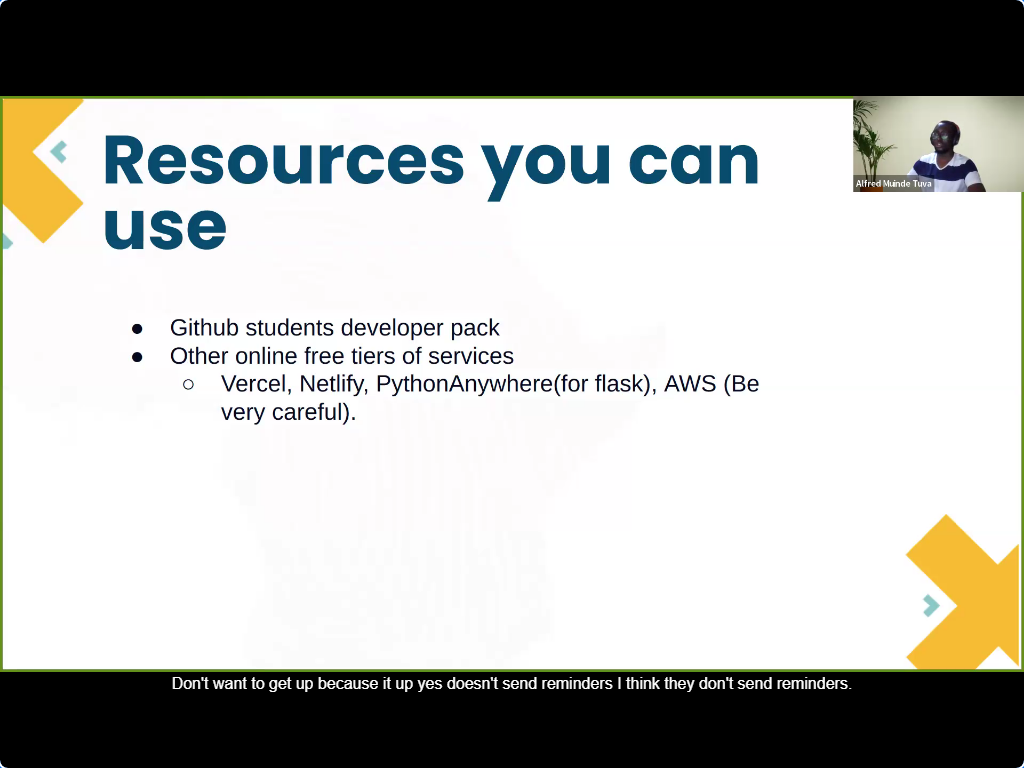 Resources you can
use
Alfred Muinde Tuva
● Github students developer pack
● Other online free tiers of services
○ Vercel, Netlify, PythonAnywhere(for flask), AWS (Be
very careful).
Don't want to get up because it up yes doesn't send reminders I think they don't send reminders.